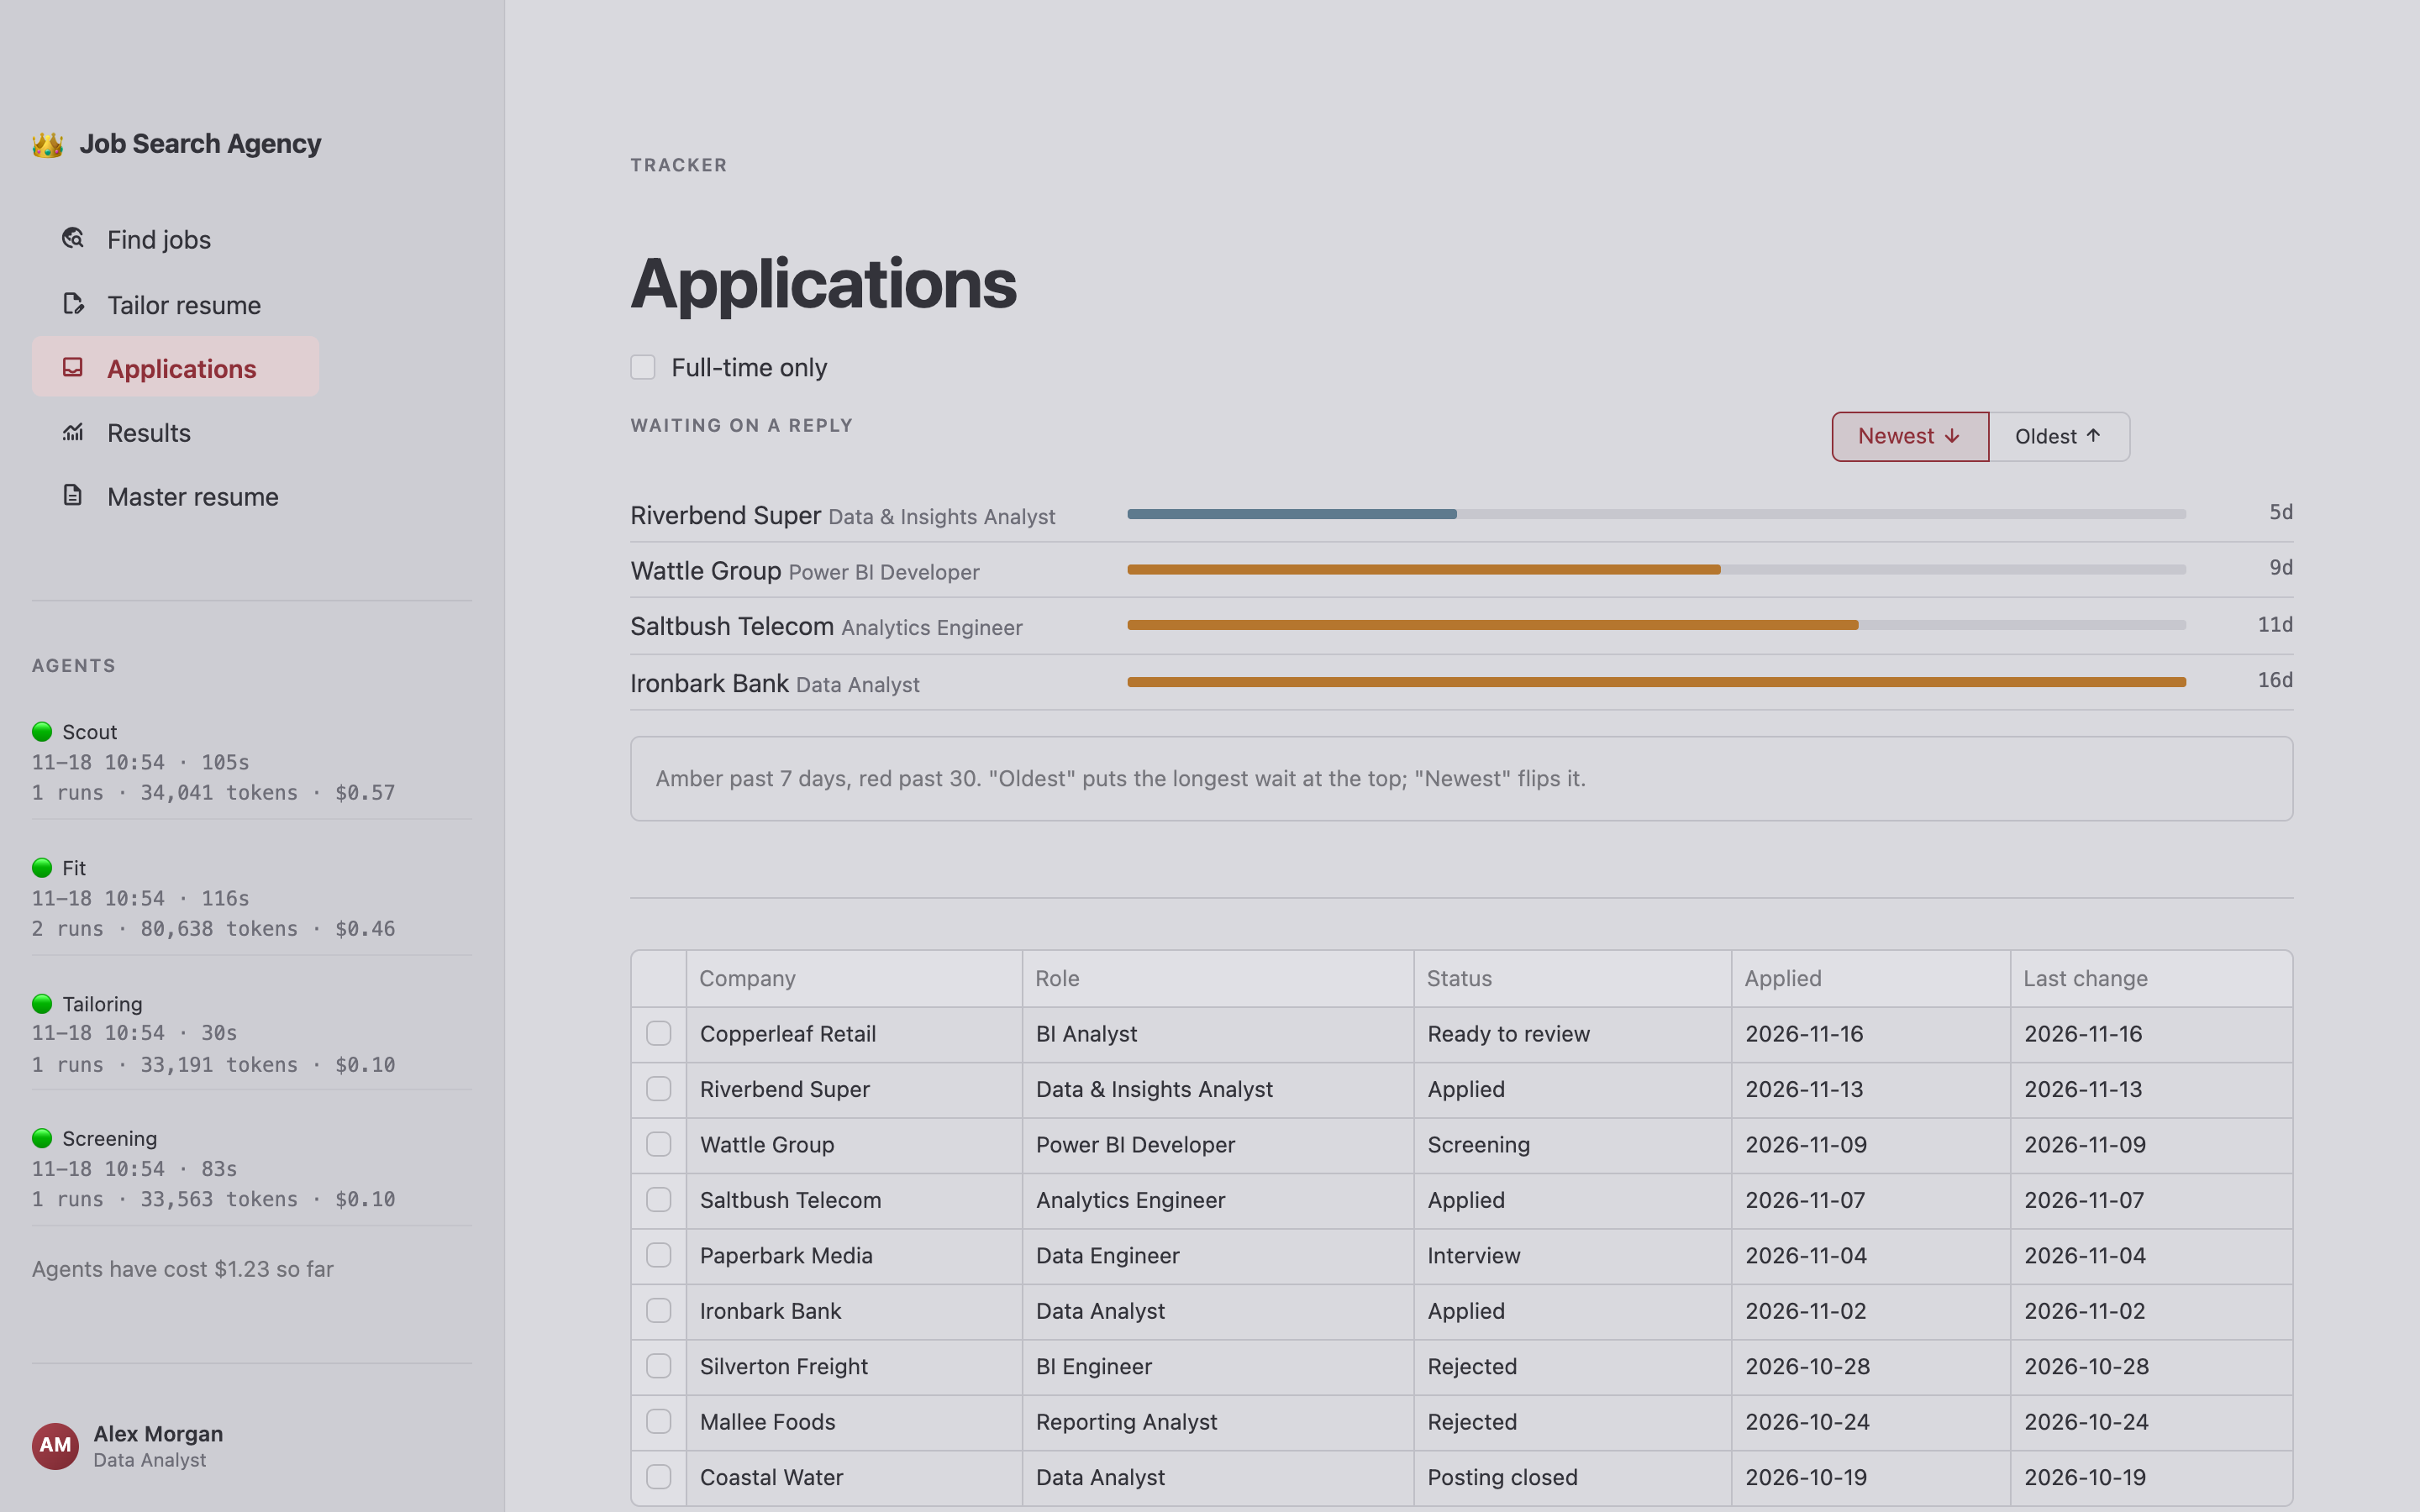 Job Search Agency
Find jobs
Tailor resume
Applications
Results
Master resume
AGENTS
Scout
11-18 10:54 · 105s
1 runs · 34,041 tokens · $0.57
Fit
11-18 10:54 · 116s
2 runs · 80,638 tokens · $0.46
Tailoring
11-18 10:54 · 30s
1 runs · 33,191 tokens · $0.10
Screening
11-18 10:54 · 83s
1 runs · 33,563 tokens · $0.10
Agents have cost $1.23 so far
AM
Alex Morgan
Data Analyst
TRACKER
Applications
Full-time only
WAITING ON A REPLY
Newest ↓ Oldest ↑
Riverbend Super Data & Insights Analyst 5d
Wattle Group Power BI Developer 9d
Saltbush Telecom Analytics Engineer 11d
Ironbark Bank Data Analyst 16d
Amber past 7 days, red past 30. "Oldest" puts the longest wait at the top; "Newest" flips it.
Company Role Status Applied Last change
Copperleaf Retail BI Analyst Ready to review 2026-11-16 2026-11-16
Riverbend Super Data & Insights Analyst Applied 2026-11-13 2026-11-13
Wattle Group Power BI Developer Screening 2026-11-09 2026-11-09
Saltbush Telecom Analytics Engineer Applied 2026-11-07 2026-11-07
Paperbark Media Data Engineer Interview 2026-11-04 2026-11-04
Ironbark Bank Data Analyst Applied 2026-11-02 2026-11-02
Silverton Freight BI Engineer Rejected 2026-10-28 2026-10-28
Mallee Foods Reporting Analyst Rejected 2026-10-24 2026-10-24
Coastal Water Data Analyst Posting closed 2026-10-19 2026-10-19